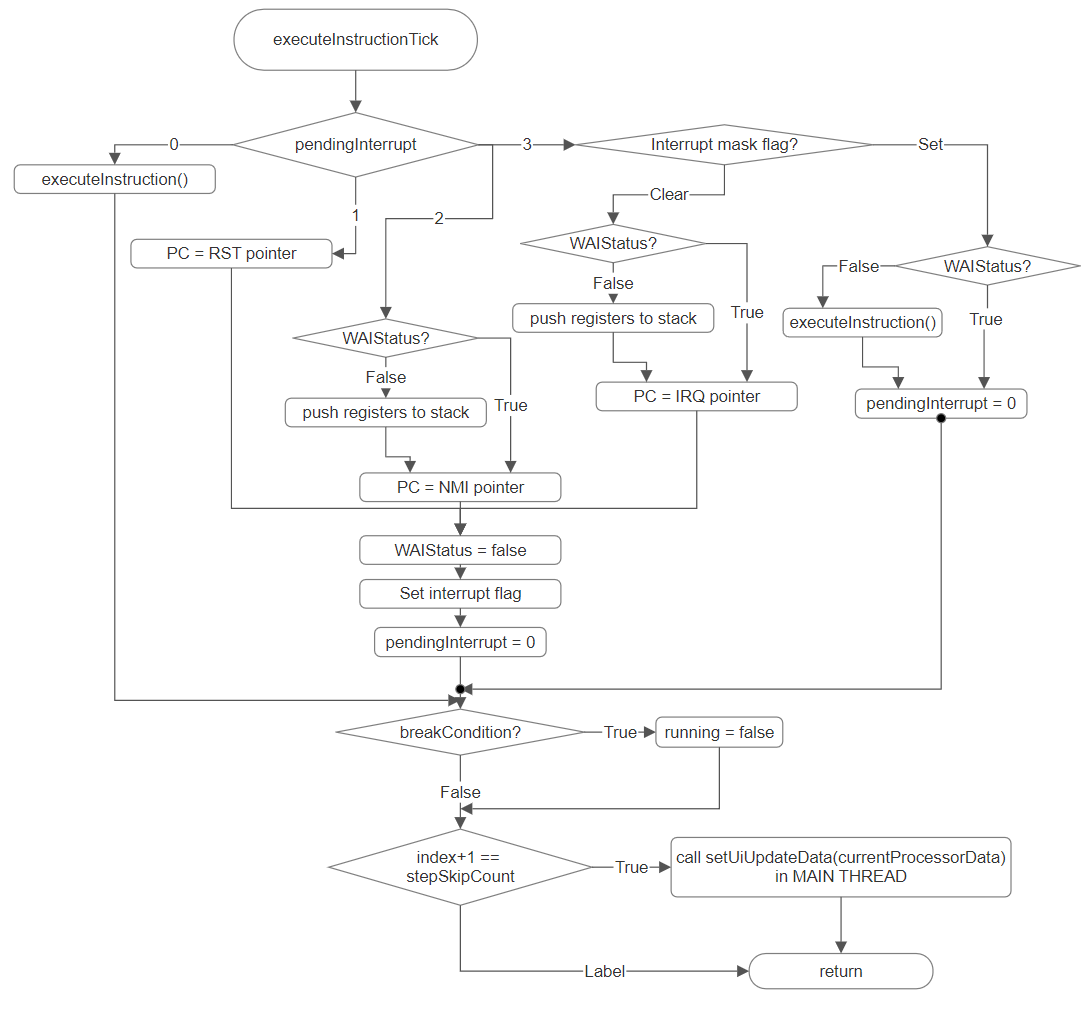 executeInstructionTick
pendingInterrupt
0
3
Interrupt mask flag?
Set
executeInstruction()
1
2
Clear
PC = RST pointer
WAIStatus?
False
True
push registers to stack
PC = IRQ pointer
WAIStatus?
False
True
executeInstruction()
pendingInterrupt = 0
WAIStatus?
False
True
push registers to stack
PC = NMI pointer
WAIStatus = false
Set interrupt flag
pendingInterrupt = 0
breakCondition?
True
running = false
False
index+1 ==
stepSkipCount
True
call setUiUpdateData(currentProcessorData)
in MAIN THREAD
Label
return